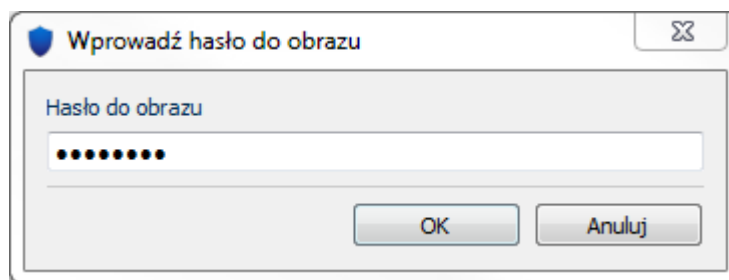 Wprowadź hasło do obrazu
Hasło do obrazu
••••••••
OK Anuluj